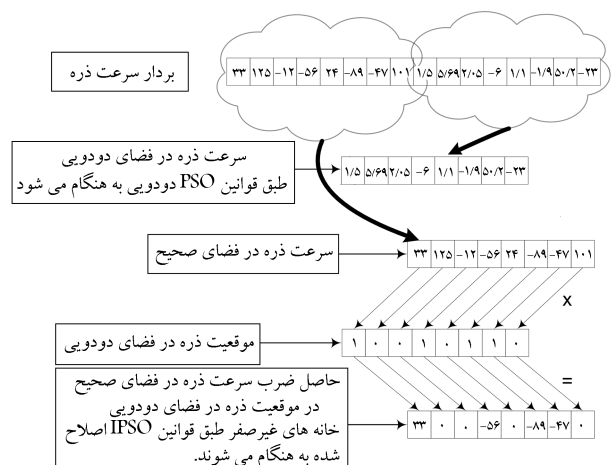 بردار سرعت ذره
۳۳ ۱۲۵ -۱۲ -۵۶ ۲۴ -۸۹ -۴۷ ۱۰۱ ۱/۵ ۵/۶۹ ۲/۰۵ -۶ ۱/۱ -۱/۹ ۵۰/۲ -۲۳
سرعت ذره در فضای دودویی
طبق قوانین PSO دودویی به هنگام می شود
۱/۵ ۵/۶۹ ۲/۰۵ -۶ ۱/۱ -۱/۹ ۵۰/۲ -۲۳
سرعت ذره در فضای صحیح
۳۳ ۱۲۵ -۱۲ -۵۶ ۲۴ -۸۹ -۴۷ ۱۰۱
x
موقعیت ذره در فضای دودویی
۱ ۰ ۰ ۱ ۰ ۱ ۱ ۰
=
حاصل ضرب سرعت ذره در فضای صحیح
در موقعیت ذره در فضای دودویی
خانه های غیرصفر طبق قوانین IPSO اصلاح
شده به هنگام می شوند.
۳۳ ۰ ۰ -۵۶ ۰ -۸۹ -۴۷ ۰